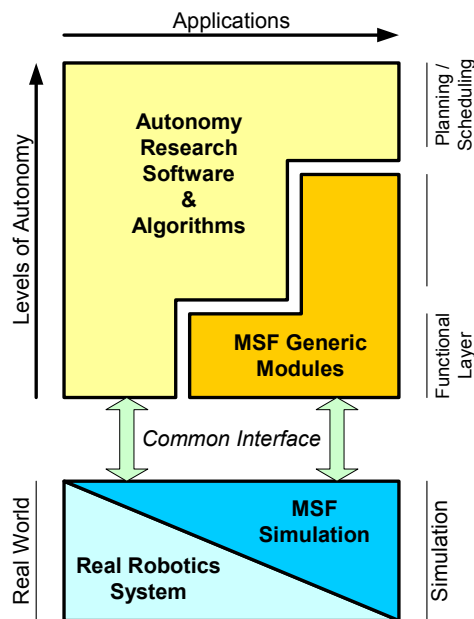 Applications
Levels of Autonomy
Autonomy
Research
Software
&
Algorithms
Planning /
Scheduling
MSF Generic
Modules
Functional
Layer
Common Interface
Real World
MSF
Simulation
Real Robotics
System
Simulation